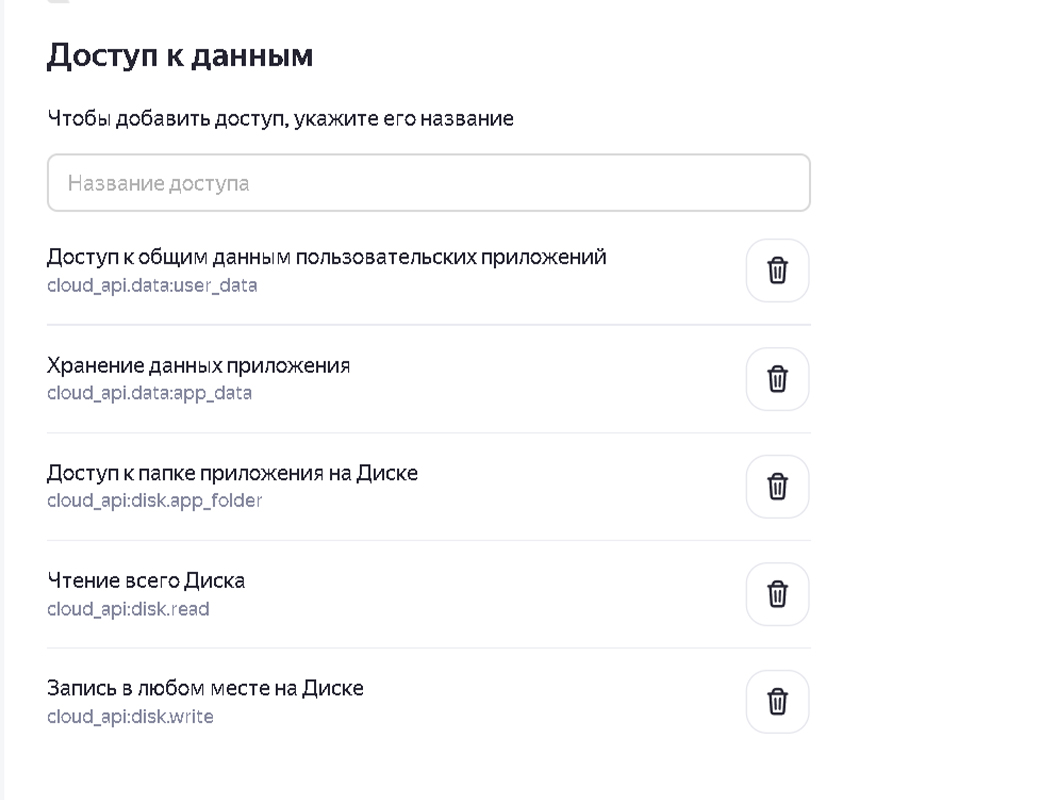 Доступ к данным
Чтобы добавить доступ, укажите его название
Название доступа
Доступ к общим данным пользовательских приложений
cloud_api.data:user_data
Хранение данных приложения
cloud_api.data:app_data
Доступ к папке приложения на Диске
cloud_api:disk.app_folder
Чтение всего Диска
cloud_api:disk.read
Запись в любом месте на Диске
cloud_api:disk.write